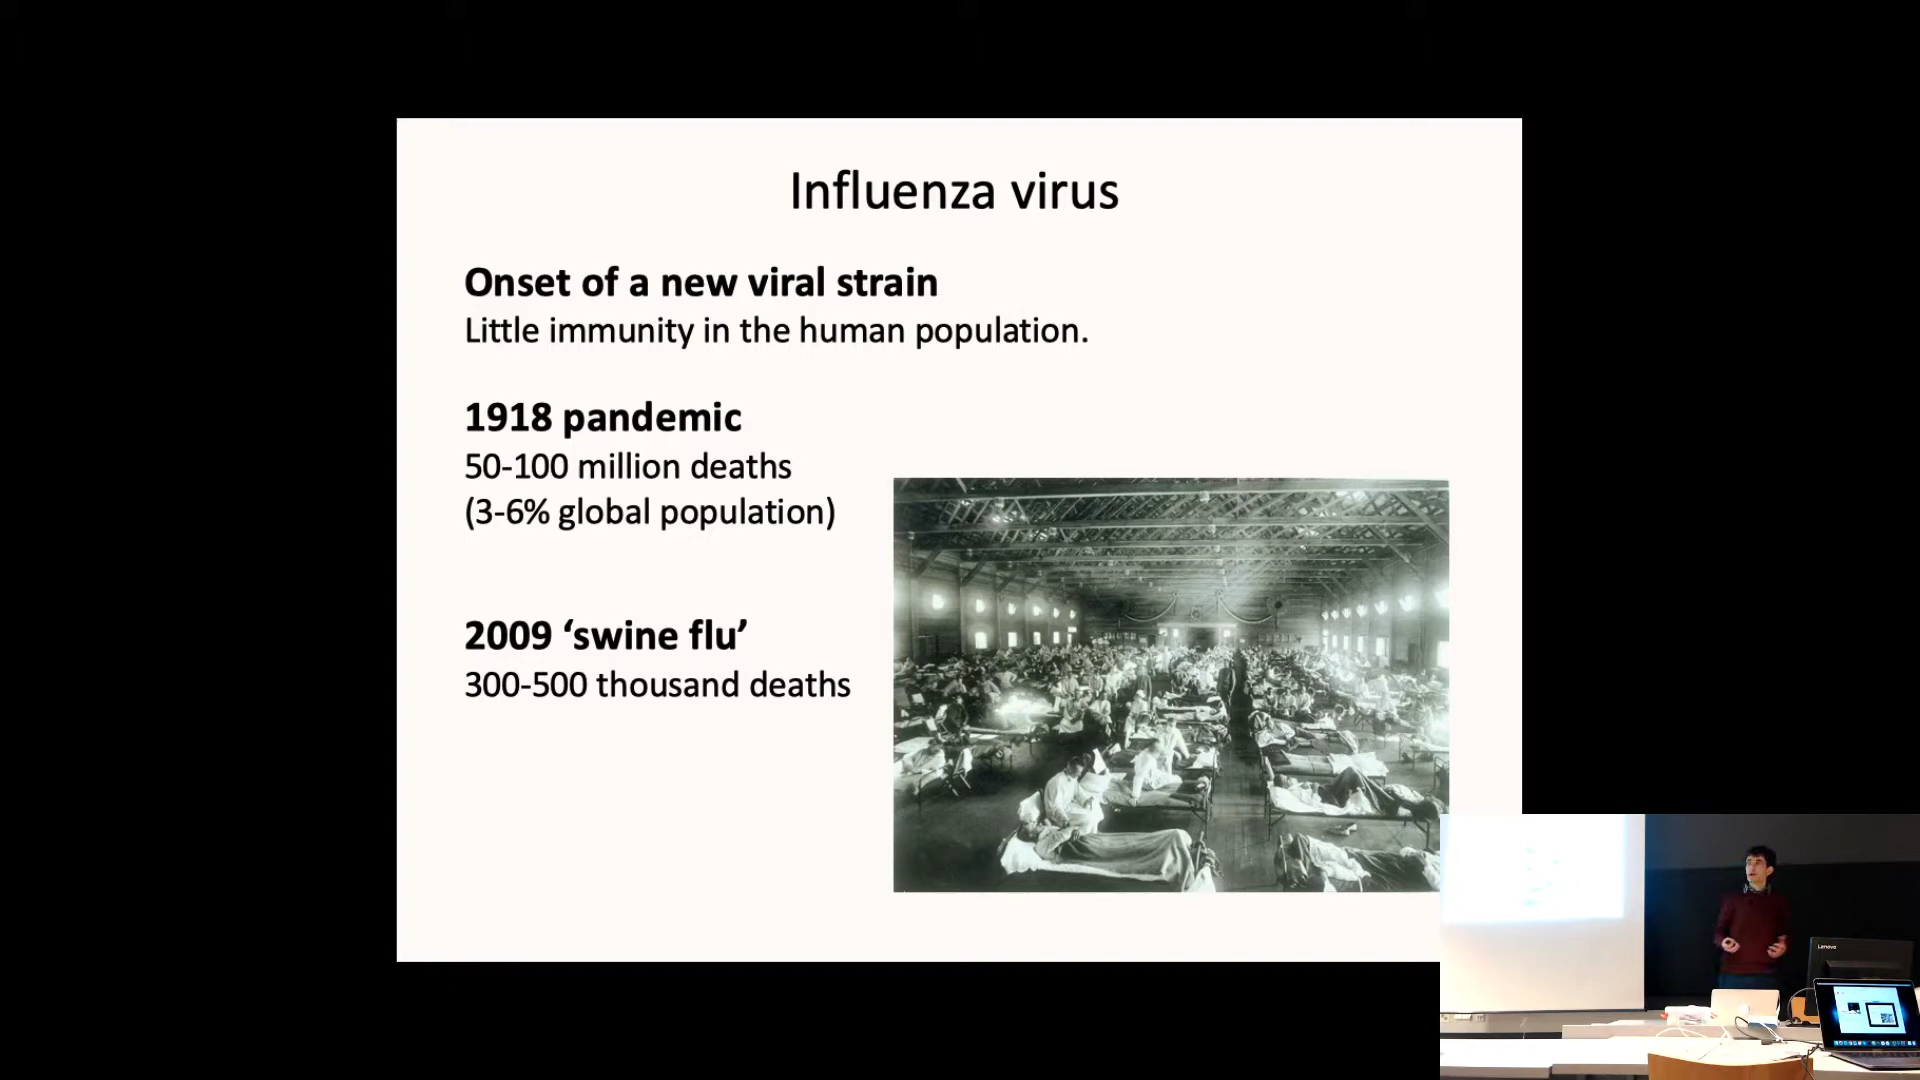 Influenza virus
Onset of a new viral strain
Little immunity in the human population.
1918 pandemic
50-100 million deaths
(3-6% global population)
2009 ‘swine flu’
300-500 thousand deaths
Lenovo